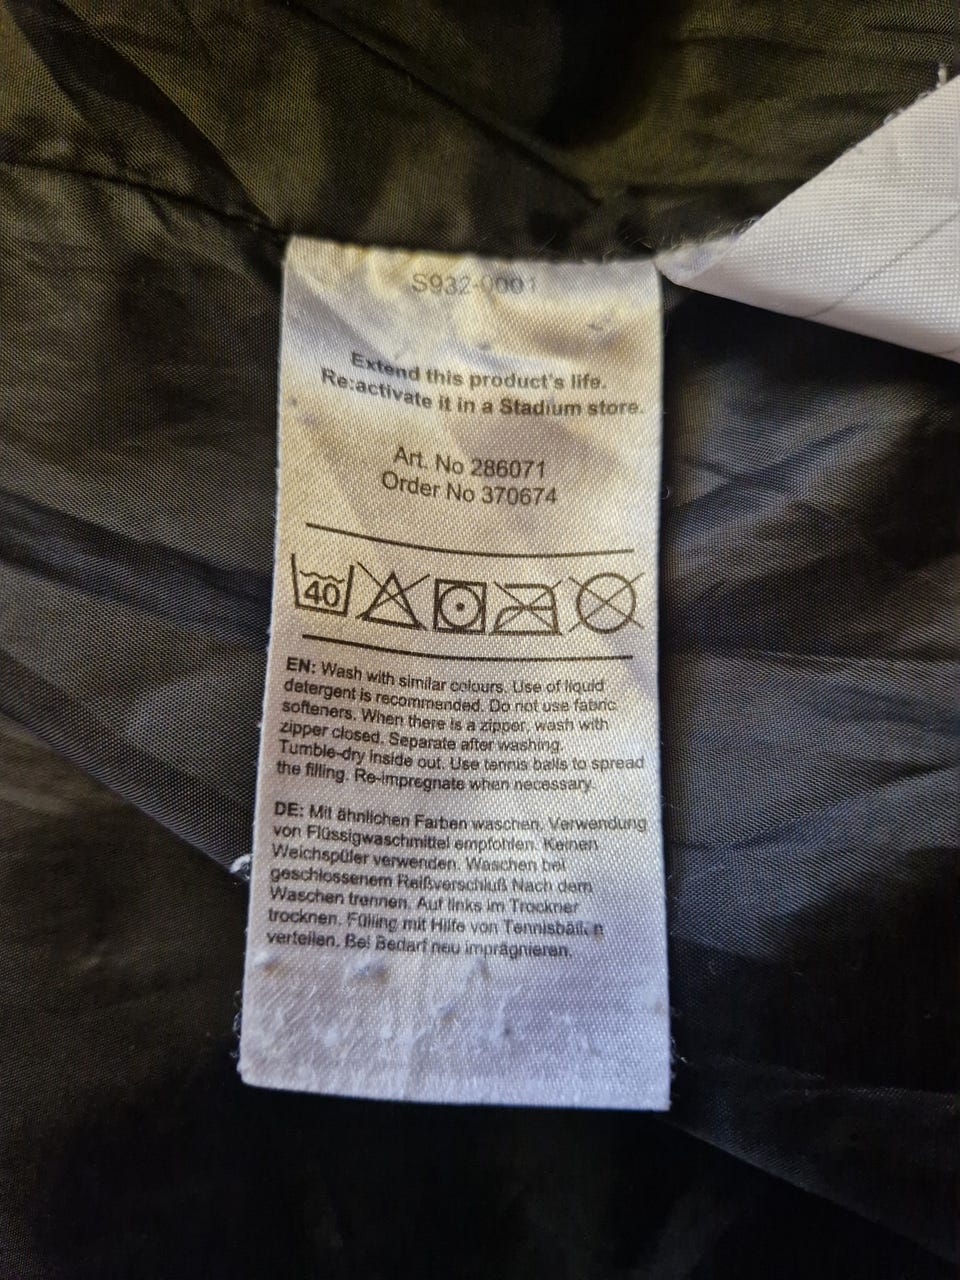 S932-0001
Extend this product's life.
Re:activate it in a Stadium store.
Art. No 286071
Order No 370674
40
EN: Wash with similar colours. Use of liquid
detergent is recommended. Do not use fabric
softeners. When there is a zipper, wash with
zipper closed. Separate after washing.
Tumble-dry inside out. Use tennis balls to spread
the filling. Re-impregnate when necessary.
DE: Mit ähnlichen Farben waschen. Verwendung
von Flüssigwaschmittel empfohlen. Keinen
Weichspüler verwenden. Waschen bei
geschlossenem Reißverschluß Nach dem
Waschen trennen. Auf links im Trockner
trocknen. Fülling mit Hilfe von Tennisbällen
verteilen. Bei Bedarf neu imprägnieren.